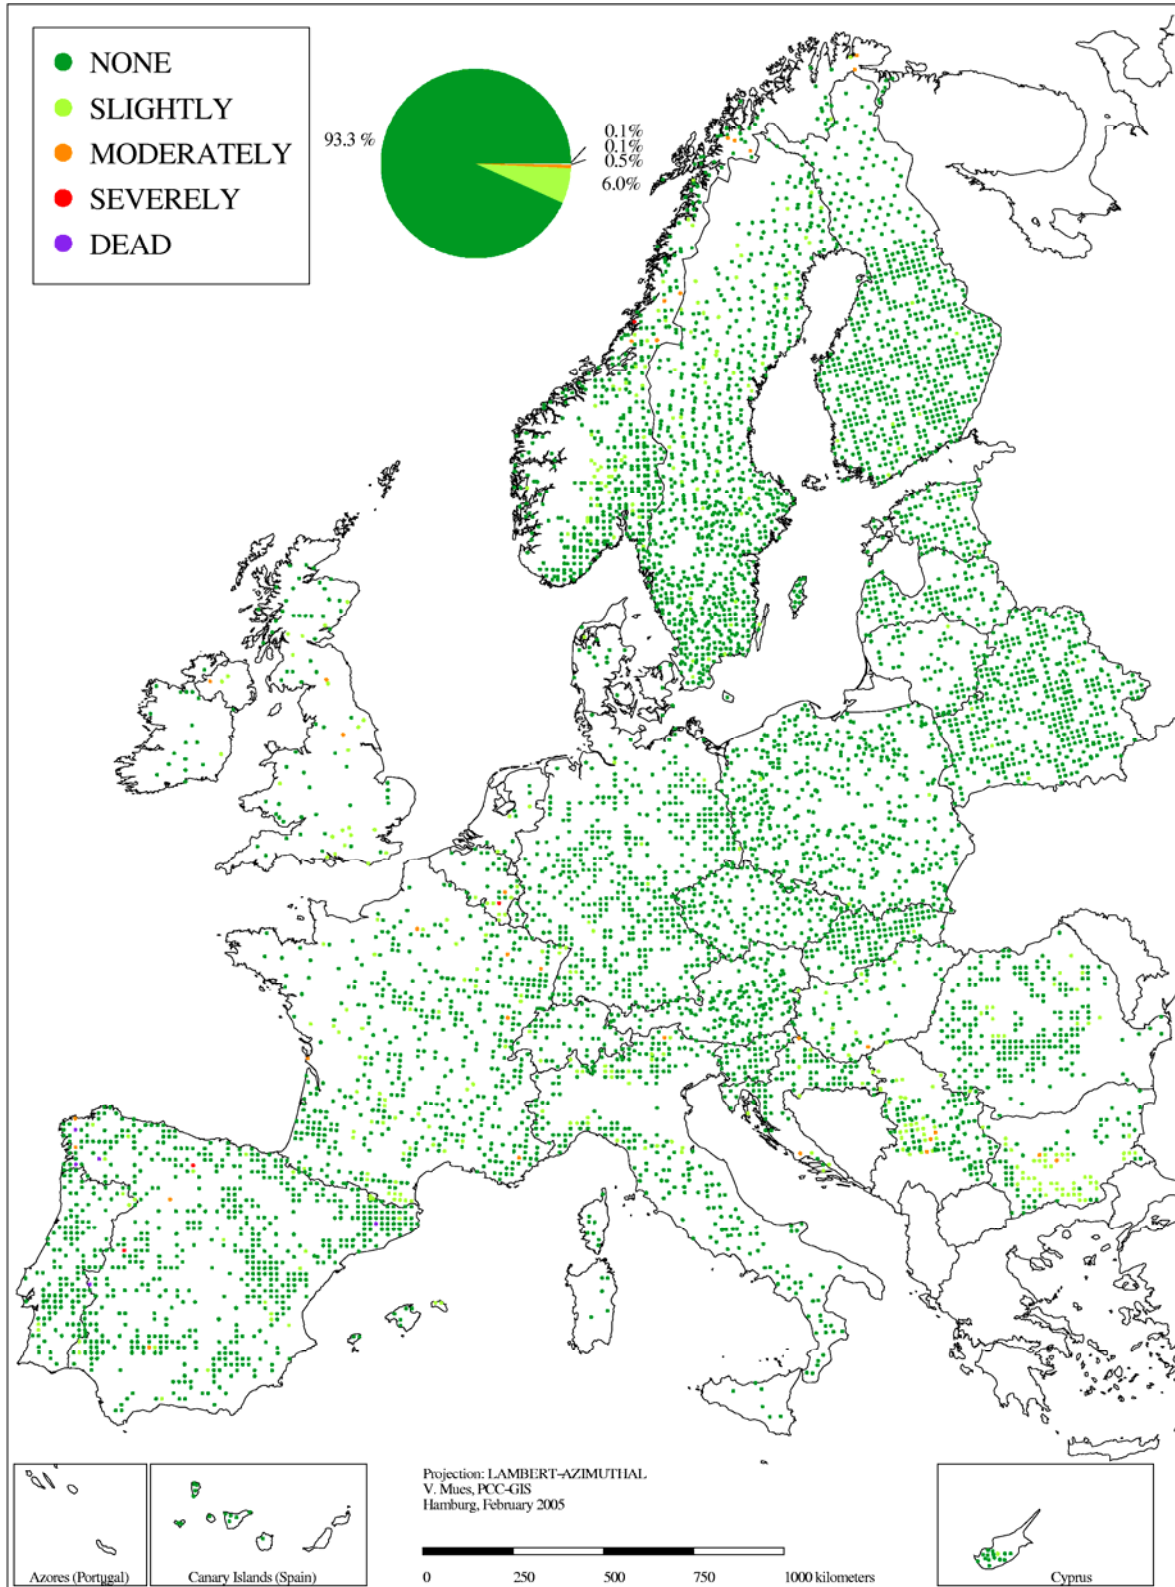 NONE
SLIGHTLY
MODERATELY
SEVERELY
DEAD
93.3 %
0.1%
0.1%
0.5%
6.0%
Projection: LAMBERT-AZIMUTHAL
V. Mues, PCC-GIS
Hamburg, February 2005
0 250 500 750 1000 kilometers
Azores (Portugal)
Canary Islands (Spain)
Cyprus